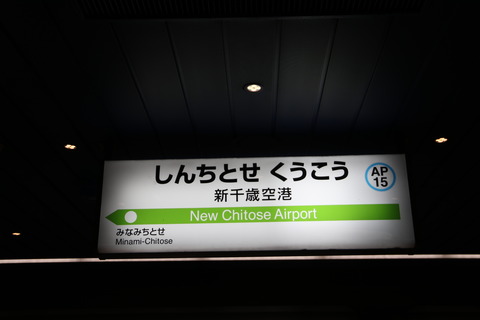 しんちとせ くうこう
新千歳空港
AP
15
New Chitose Airport
みなみちとせ
Minami-Chitose